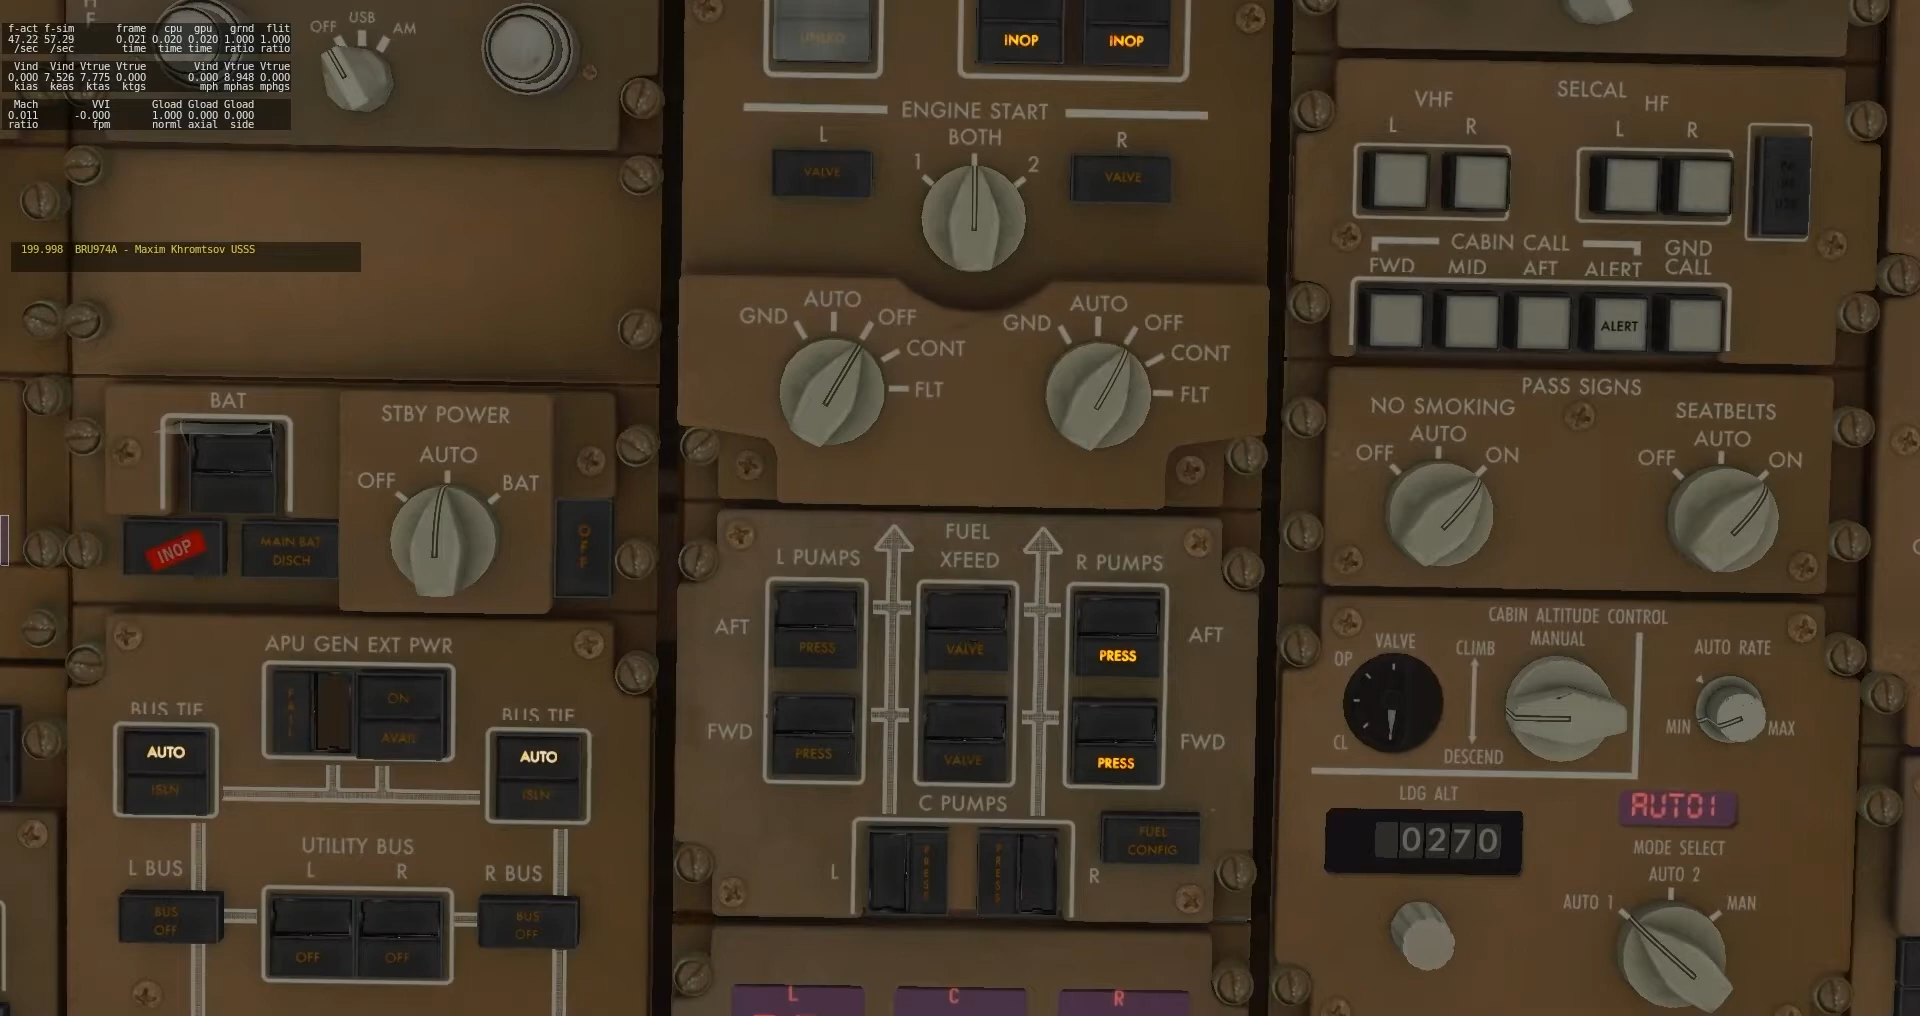 f-act f-sim frame cpu gpu grnd flit
47.22 57.29 0.021 0.020 0.020 1.000 1.000
/sec /sec time time time ratio ratio
Vind Vind Vtrue Vtrue Vind Vtrue Vtrue
0.000 7.526 7.775 0.000 0.000 8.948 0.000
kias keas ktas ktgs mph mphas mphgs
Mach VVI Gload Gload Gload
0.011 -0.000 1.000 0.000 0.000
ratio fpm norml axial side
199.998 BRU974A - Maxim Khromtsov USSS
OFF USB AM
BAT
INOP
MAIN BAT
DISCH
STBY POWER
AUTO
OFF BAT
OFF
APU GEN EXT PWR
FAIL
ON
AVAIL
BUS TIE BUS TIE
AUTO AUTO
ISLN ISLN
UTILITY BUS
L BUS L R R BUS
BUS
OFF
BUS
OFF
OFF OFF
UNLKD
INOP INOP
ENGINE START
L BOTH R
VALVE 1 2 VALVE
AUTO
GND OFF
CONT
FLT
AUTO
GND OFF
CONT
FLT
FUEL
L PUMPS XFEED R PUMPS
AFT PRESS VALVE PRESS AFT
FWD PRESS VALVE PRESS FWD
C PUMPS
FUEL
CONFIG
L PRESS PRESS R
L C R
SELCAL
VHF HF
L R L R
CABIN CALL
FWD MID AFT ALERT GND
CALL
ALERT
PASS SIGNS
NO SMOKING SEATBELTS
AUTO AUTO
OFF ON OFF ON
CABIN ALTITUDE CONTROL
VALVE CLIMB MANUAL AUTO RATE
OP
CL
DESCEND
MIN MAX
LDG ALT
0270
AUTO1
MODE SELECT
AUTO 2
AUTO 1 MAN